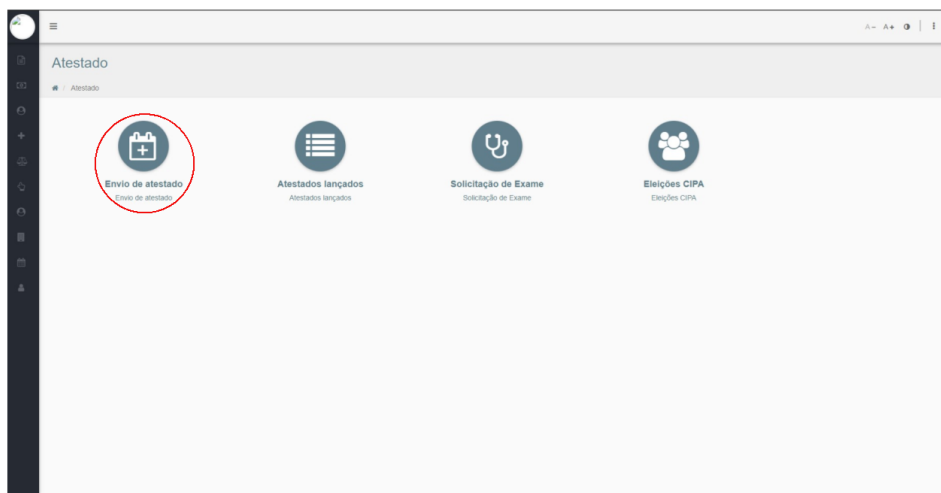 A- A+
Atestado
/ Atestado
Envio de atestado
Envio de atestado
Atestados lançados
Atestados lançados
Solicitação de Exame
Solicitação de Exame
Eleições CIPA
Eleições CIPA